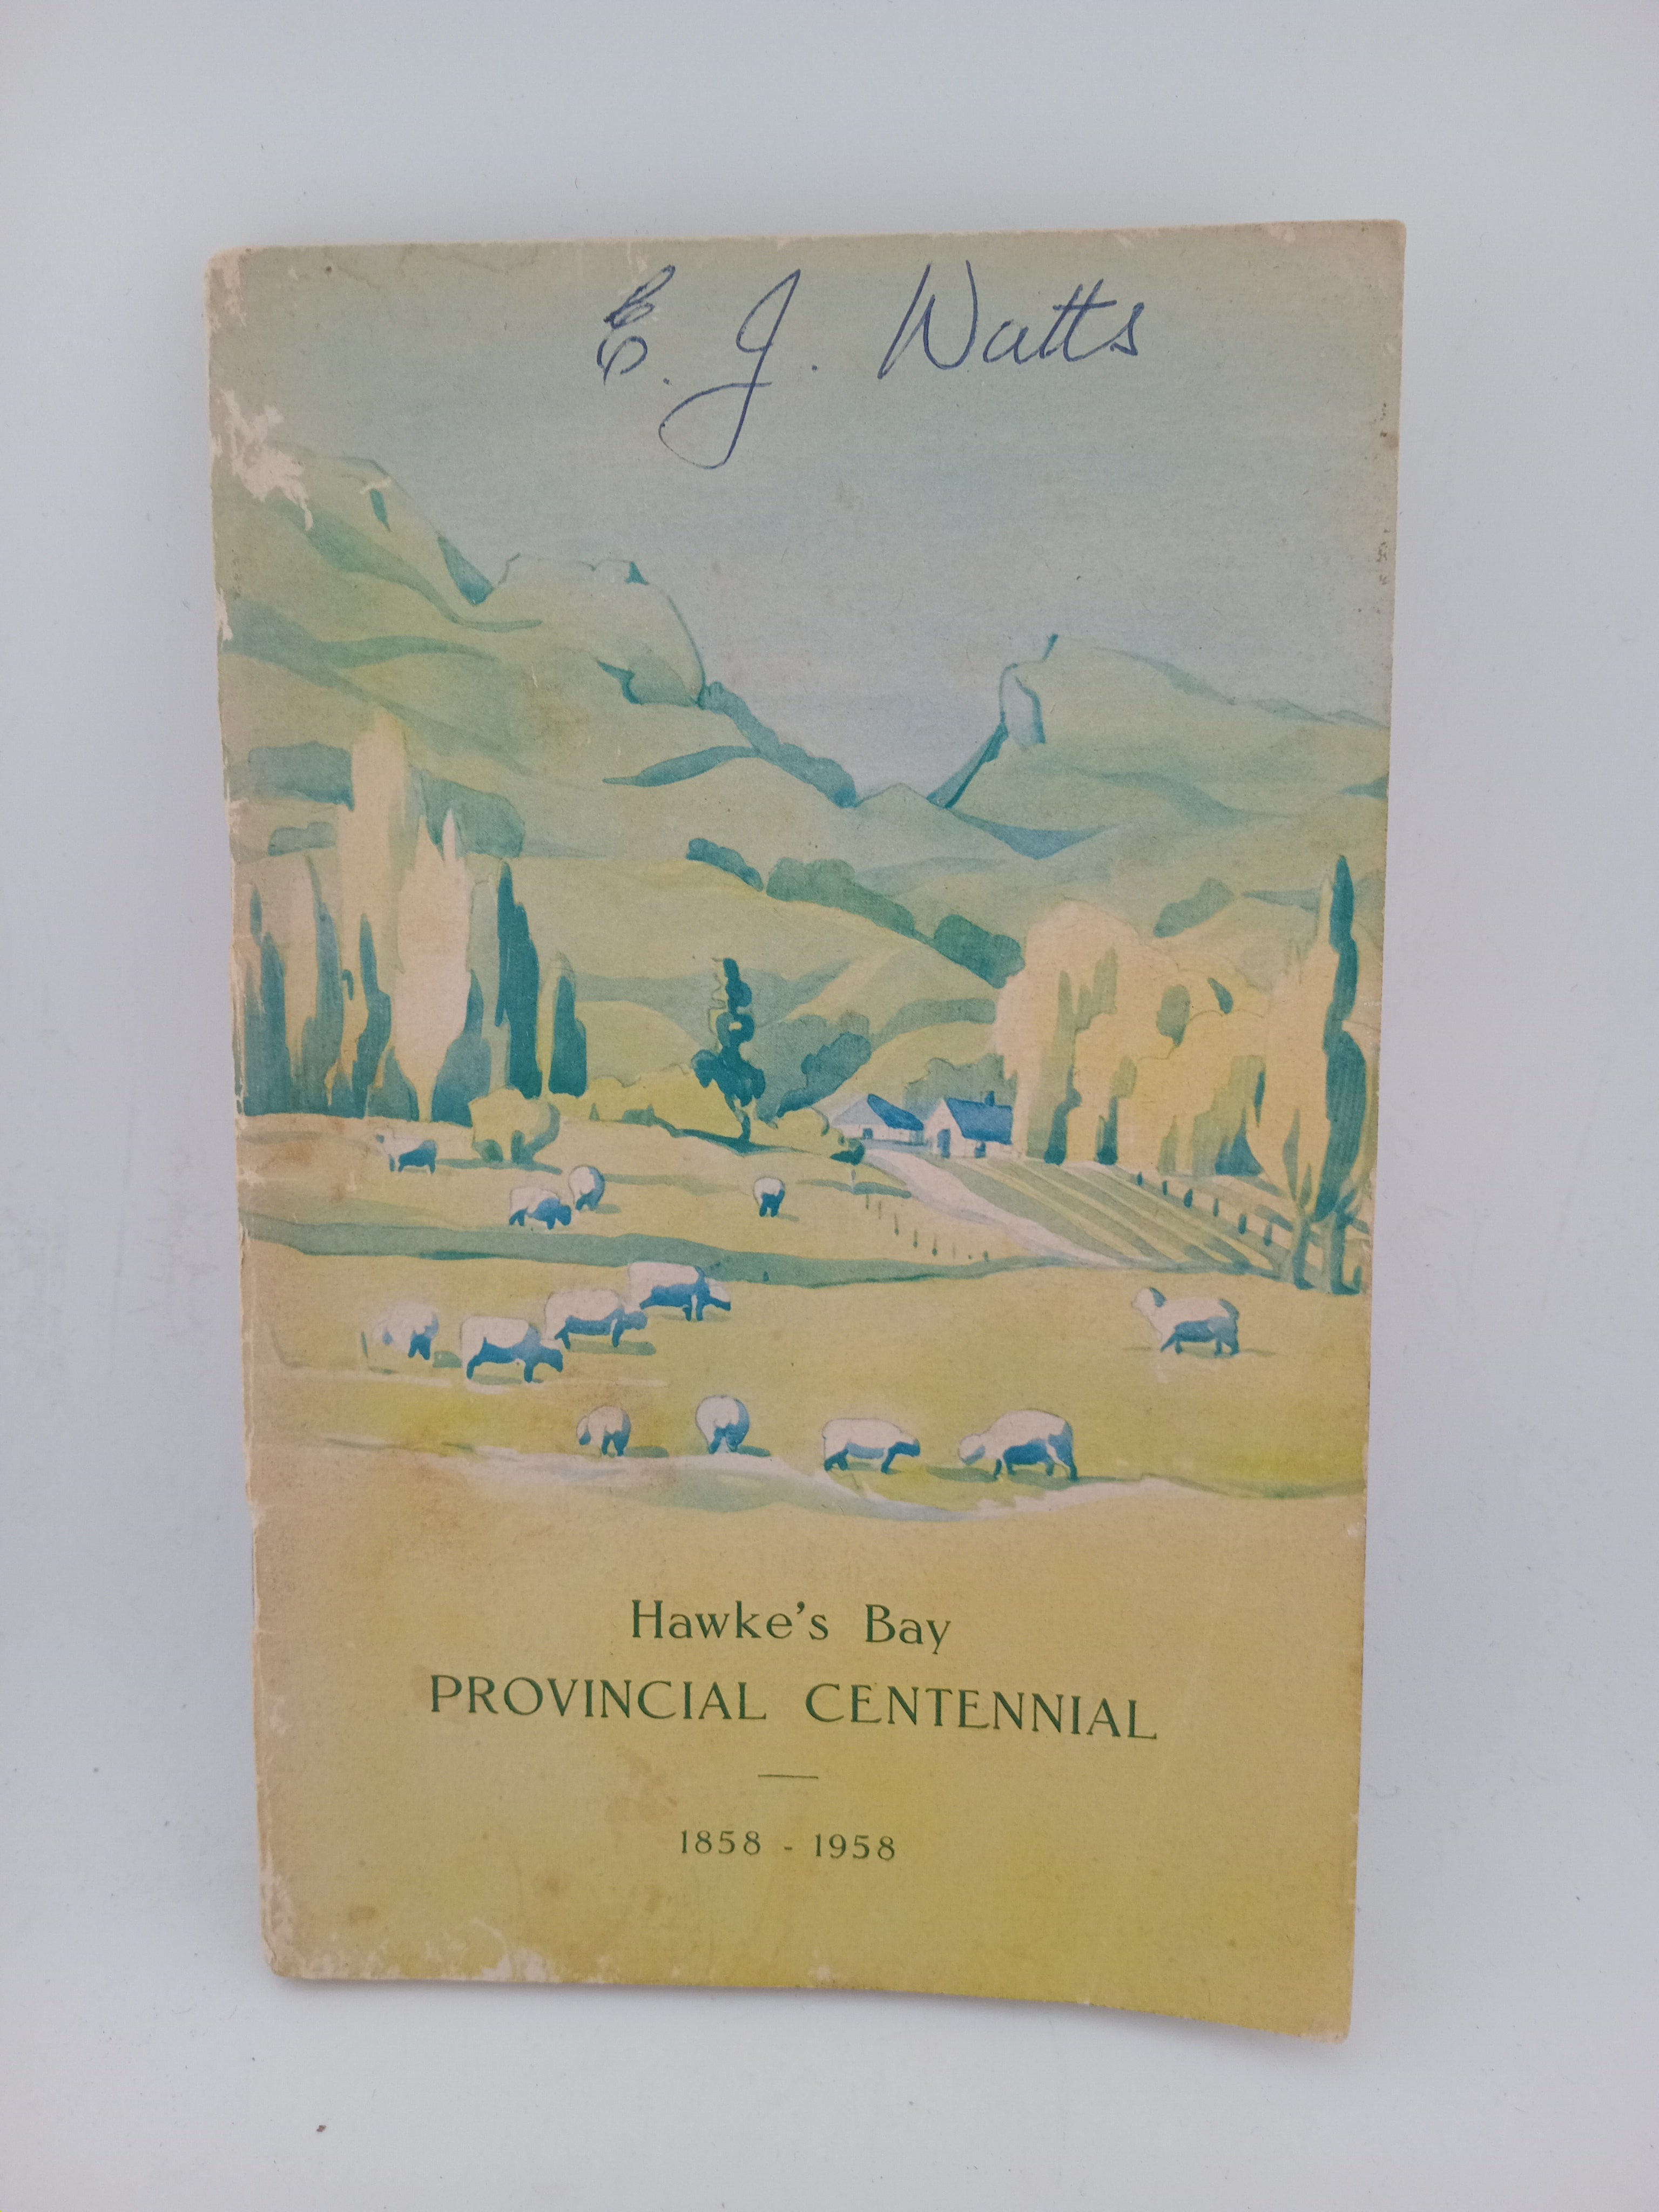 E. J. Watts
Hawke's Bay
PROVINCIAL CENTENNIAL
1858 - 1958